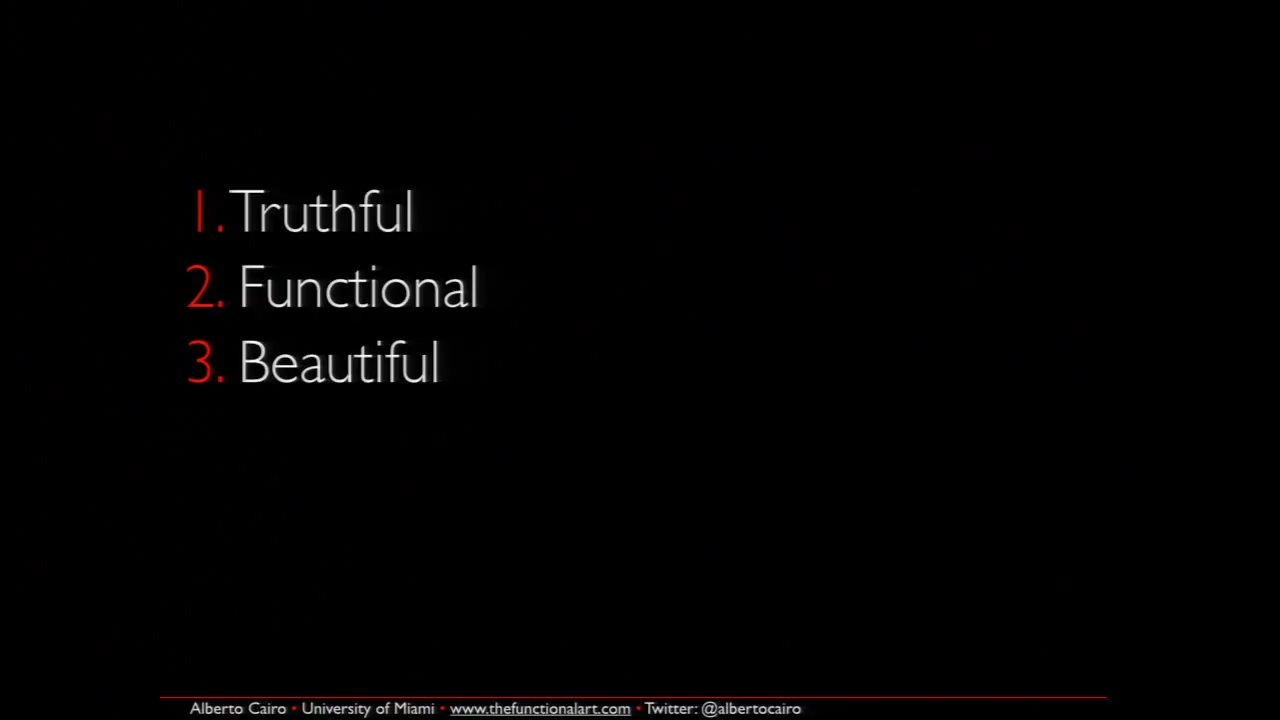 1. Truthful
2. Functional
3. Beautiful
Alberto Cairo • University of Miami • www.thefunctionalart.com • Twitter: @albertocairo